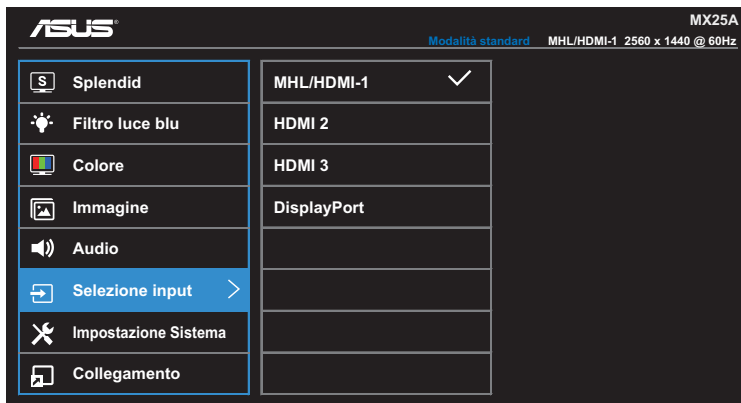 ASUS
MX25A
Modalità standard MHL/HDMI-1 2560 x 1440 @ 60Hz
Splendid
Filtro luce blu
Colore
Immagine
Audio
Selezione input
Impostazione Sistema
Collegamento
MHL/HDMI-1
HDMI 2
HDMI 3
DisplayPort